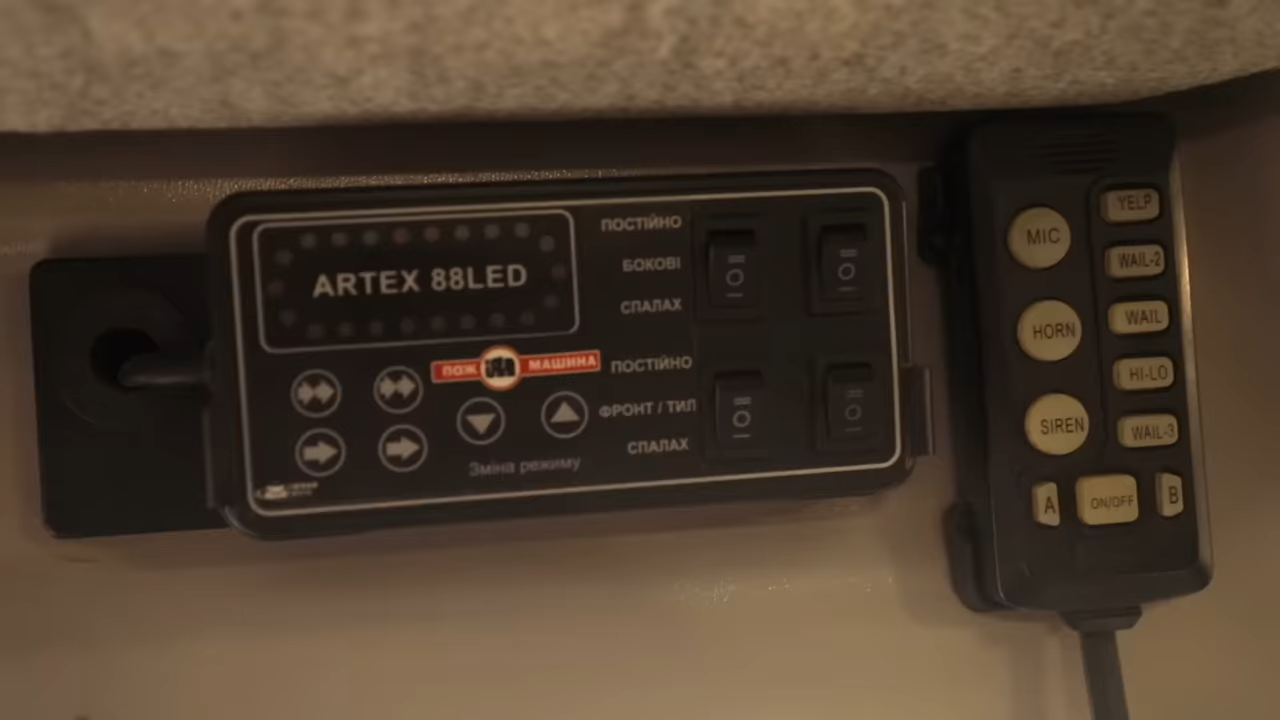 ARTEX 88LED
ПОСТІЙНО
БОКОВІ
СПАЛАХ
ПОЖ МАШИНА
ПОСТІЙНО
ФРОНТ / ТИЛ
СПАЛАХ
Зміна режиму
MIC
HORN
SIREN
YELP
WAIL-2
WAIL
HI-LO
WAIL-3
A
ON/OFF
B